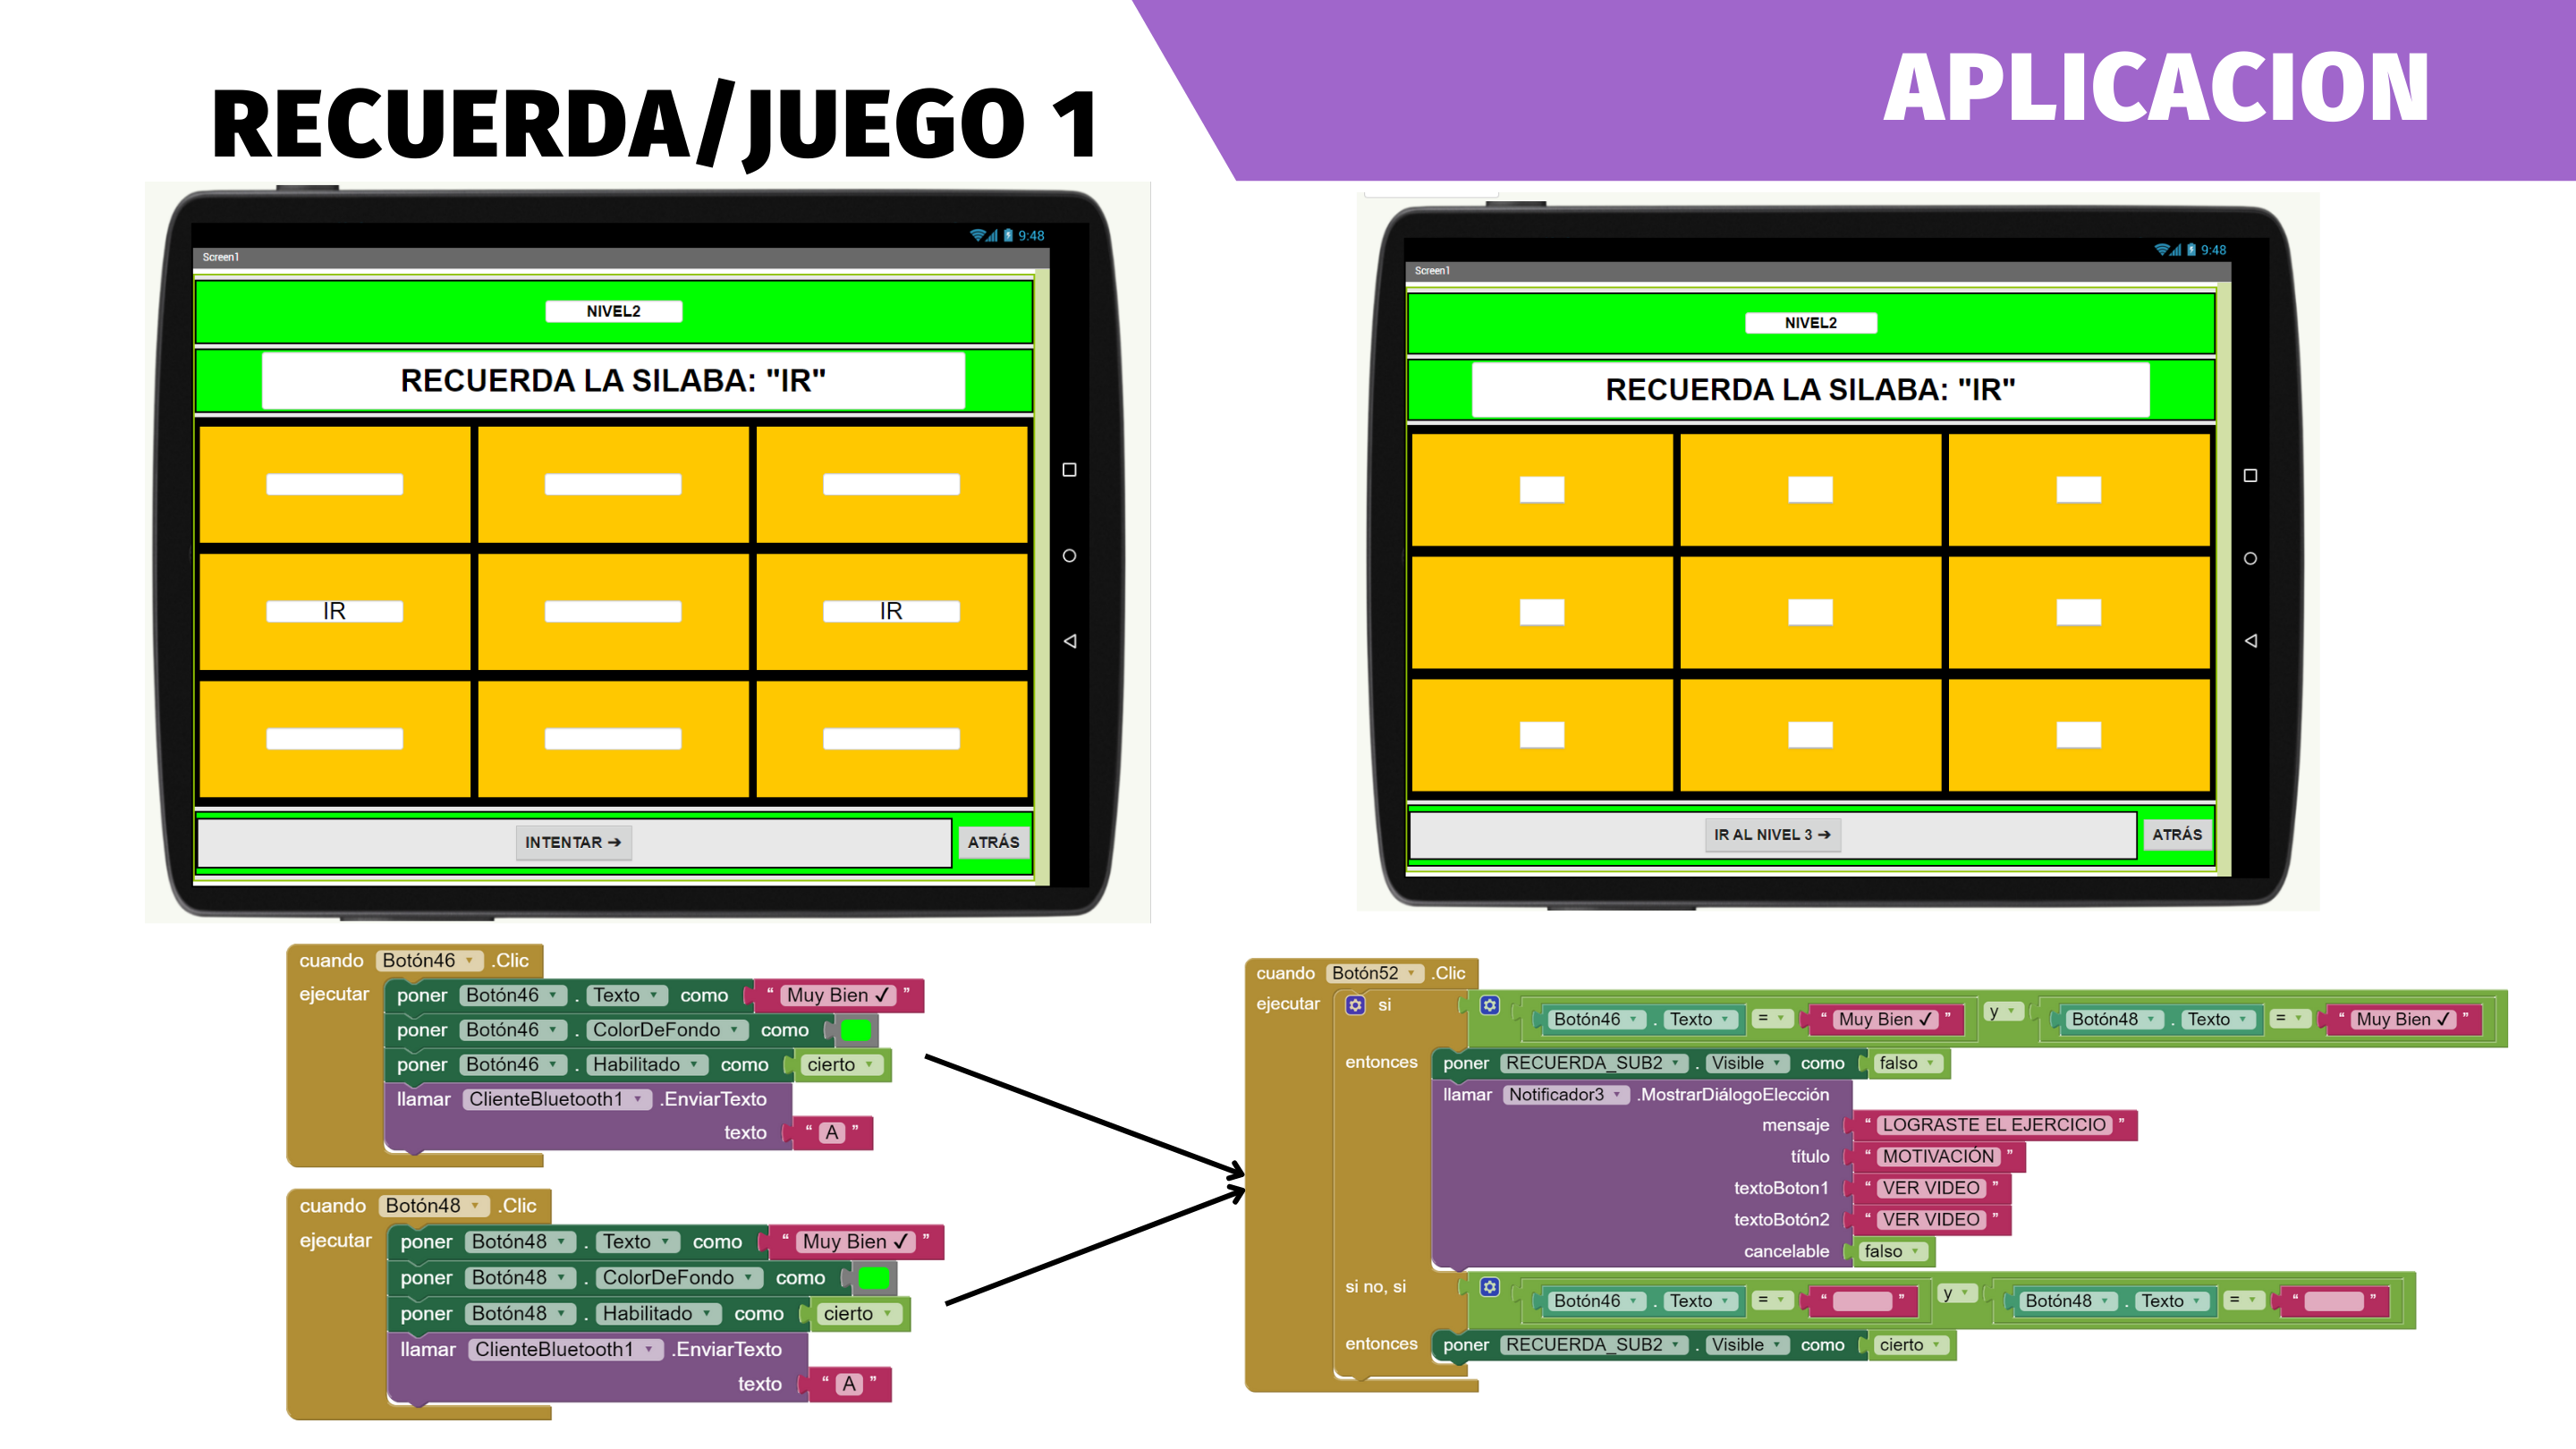 APLICACION
RECUERDA/JUEGO 1
9:48
Screen1
NIVEL2
RECUERDA LA SILABA: "IR"
IR
IR
INTENTAR ➔
ATRÁS
9:48
Screen1
NIVEL2
RECUERDA LA SILABA: "IR"
IR AL NIVEL 3 ➔
ATRÁS
cuando Botón46 .Clic
ejecutar poner Botón46 . Texto como “ Muy Bien ✓ ”
poner Botón46 . ColorDeFondo como
poner Botón46 . Habilitado como cierto
llamar ClienteBluetooth1 .EnviarTexto
texto “ A ”
cuando Botón48 .Clic
ejecutar poner Botón48 . Texto como “ Muy Bien ✓ ”
poner Botón48 . ColorDeFondo como
poner Botón48 . Habilitado como cierto
llamar ClienteBluetooth1 .EnviarTexto
texto “ A ”
cuando Botón52 .Clic
ejecutar si Botón46 . Texto = “ Muy Bien ✓ ” y Botón48 . Texto = “ Muy Bien ✓ ”
entonces poner RECUERDA_SUB2 . Visible como falso
llamar Notificador3 .MostrarDiálogoElección
mensaje “ LOGRASTE EL EJERCICIO ”
título “ MOTIVACIÓN ”
textoBoton1 “ VER VIDEO ”
textoBotón2 “ VER VIDEO ”
cancelable falso
si no, si Botón46 . Texto = “ ” y Botón48 . Texto = “ ”
entonces poner RECUERDA_SUB2 . Visible como cierto